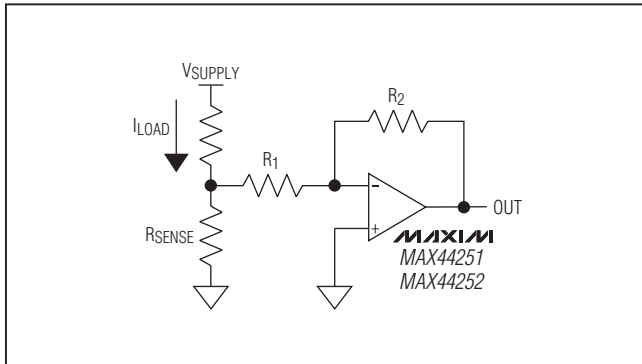 VSUPPLY
ILOAD
R2
R1
-
+
OUT
RSENSE
MAXIM
MAX44251
MAX44252